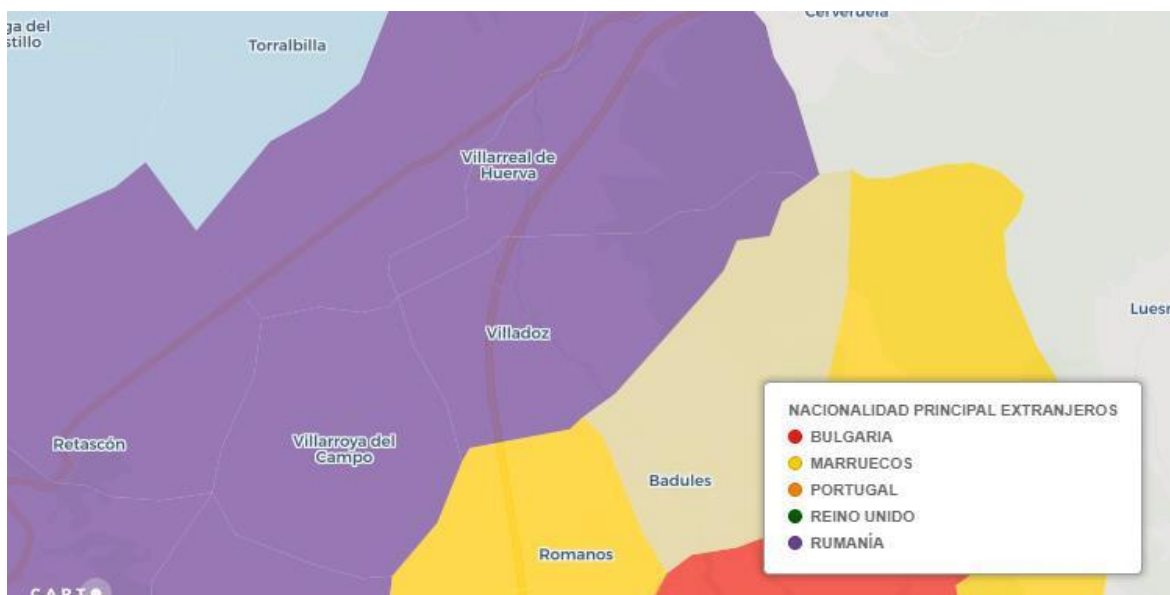 ga del
stillo
Torralbilla
Cerveruela
Villarreal de
Huerva
Luesm
Villadoz
Retascón
Villarroya del
Campo
Badules
Romanos
NACIONALIDAD PRINCIPAL EXTRANJEROS
BULGARIA
MARRUECOS
PORTUGAL
REINO UNIDO
RUMANÍA
CARTO